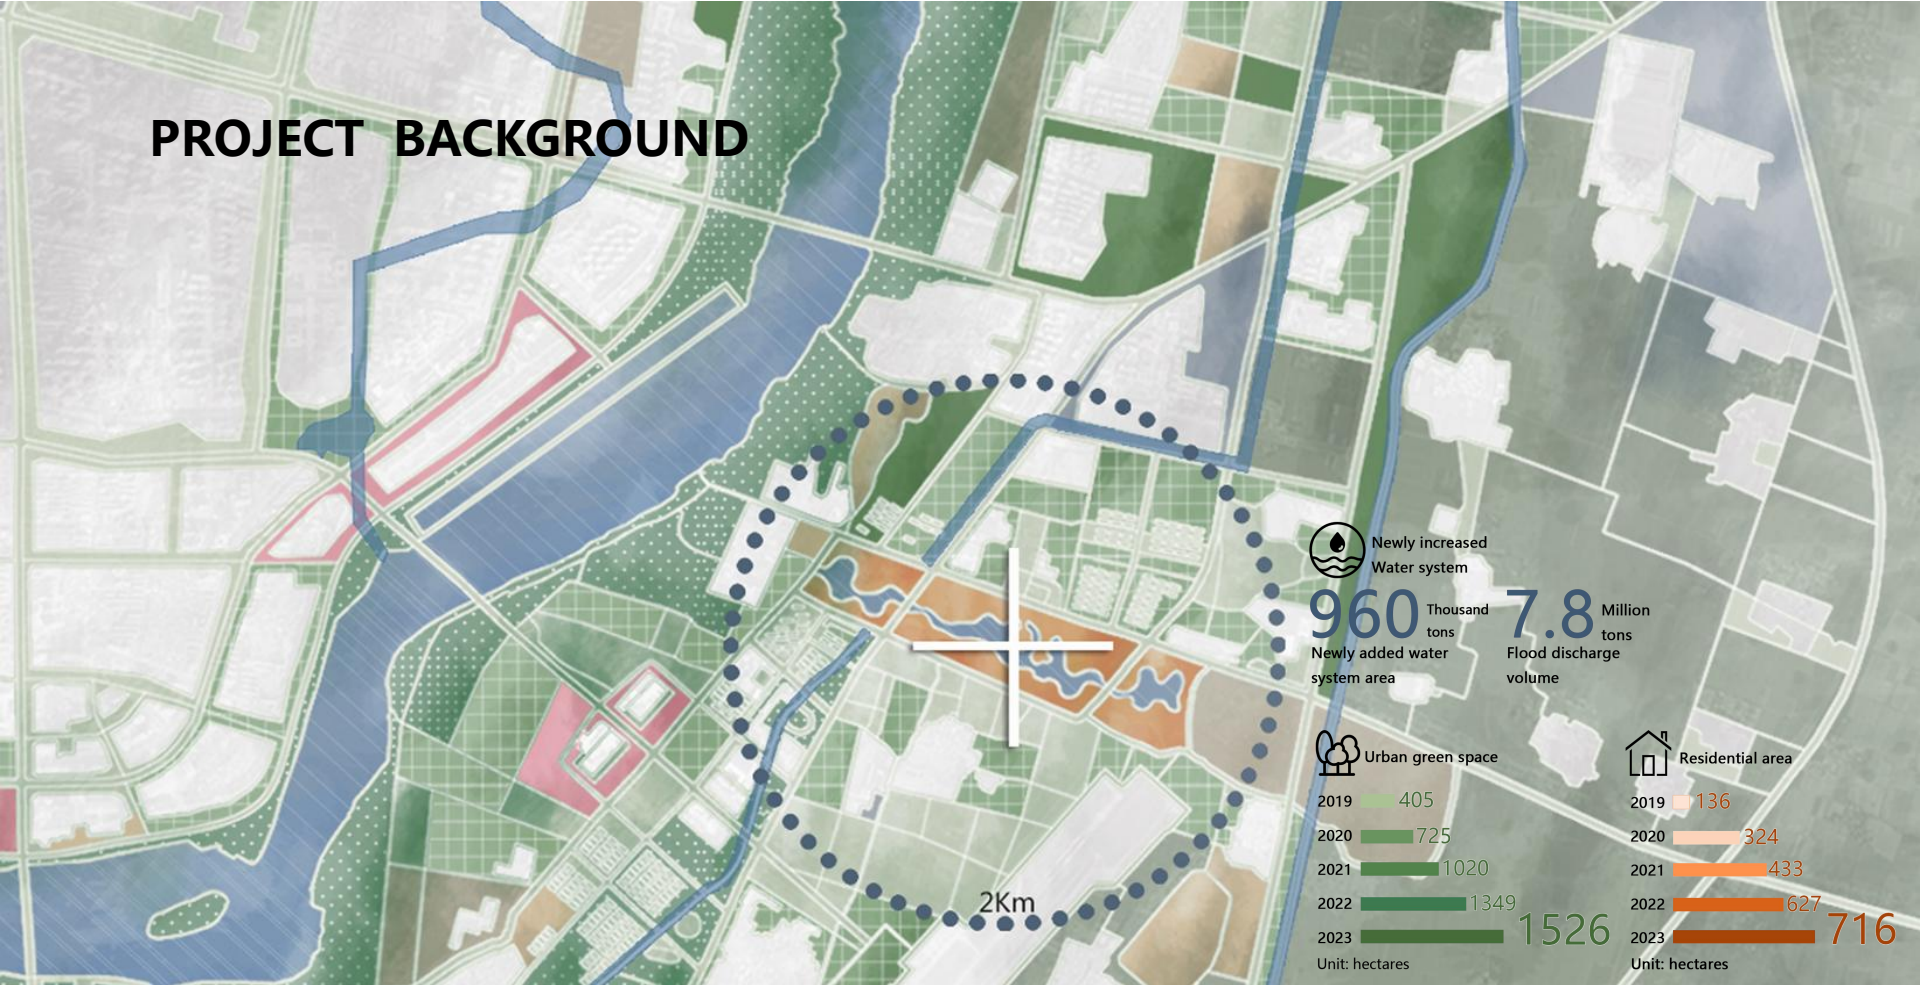 PROJECT BACKGROUND
Newly increased
Water system
960 Thousand
tons
Newly added water
system area
7.8 Million
tons
Flood discharge
volume
2Km
Urban green space
2019 405
2020 725
2021 1020
2022 1349
2023 1526
Unit: hectares
Residential area
2019 136
2020 324
2021 433
2022 627
2023 716
Unit: hectares